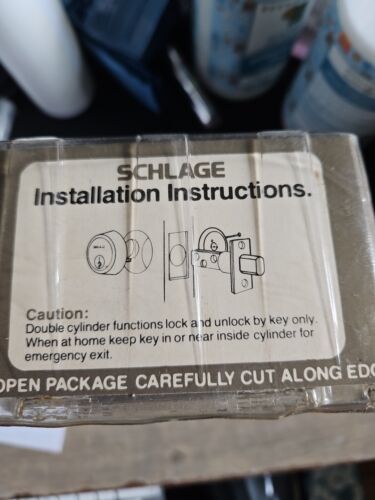 SCHLAGE
Installation Instructions.
Caution:
Double cylinder functions lock and unlock by key only.
When at home keep key in or near inside cylinder for
emergency exit.
OPEN PACKAGE CAREFULLY CUT ALONG EDG